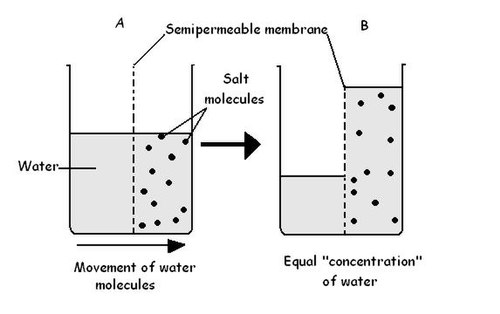 A
B
Semipermeable membrane
Salt
molecules
Water
Movement of water
molecules
Equal "concentration"
of water